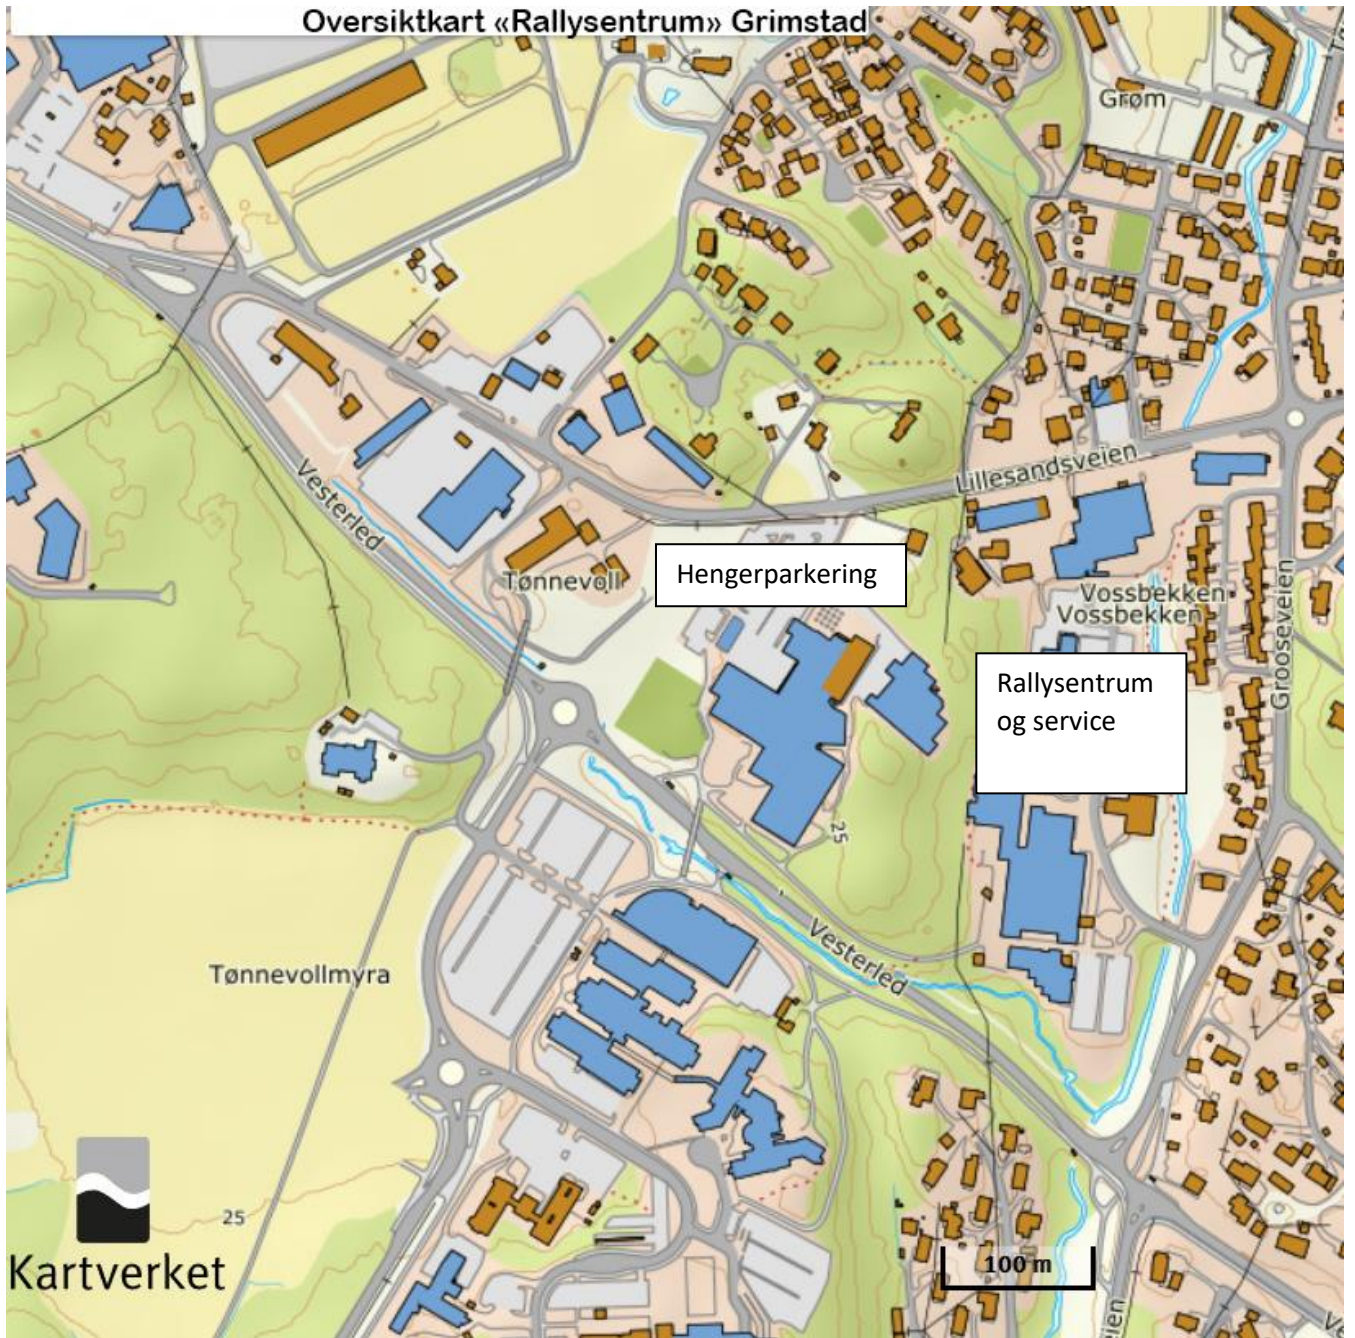 Oversiktkart «Rallysentrum» Grimstad
Grøm
Lillesandsveien
Vesterled
Tønnevoll
Hengerparkering
Vossbekken
Vossbekken
Grooseveien
Rallysentrum
og service
25
Vesterled
Tønnevollmyra
25
Kartverket
100 m